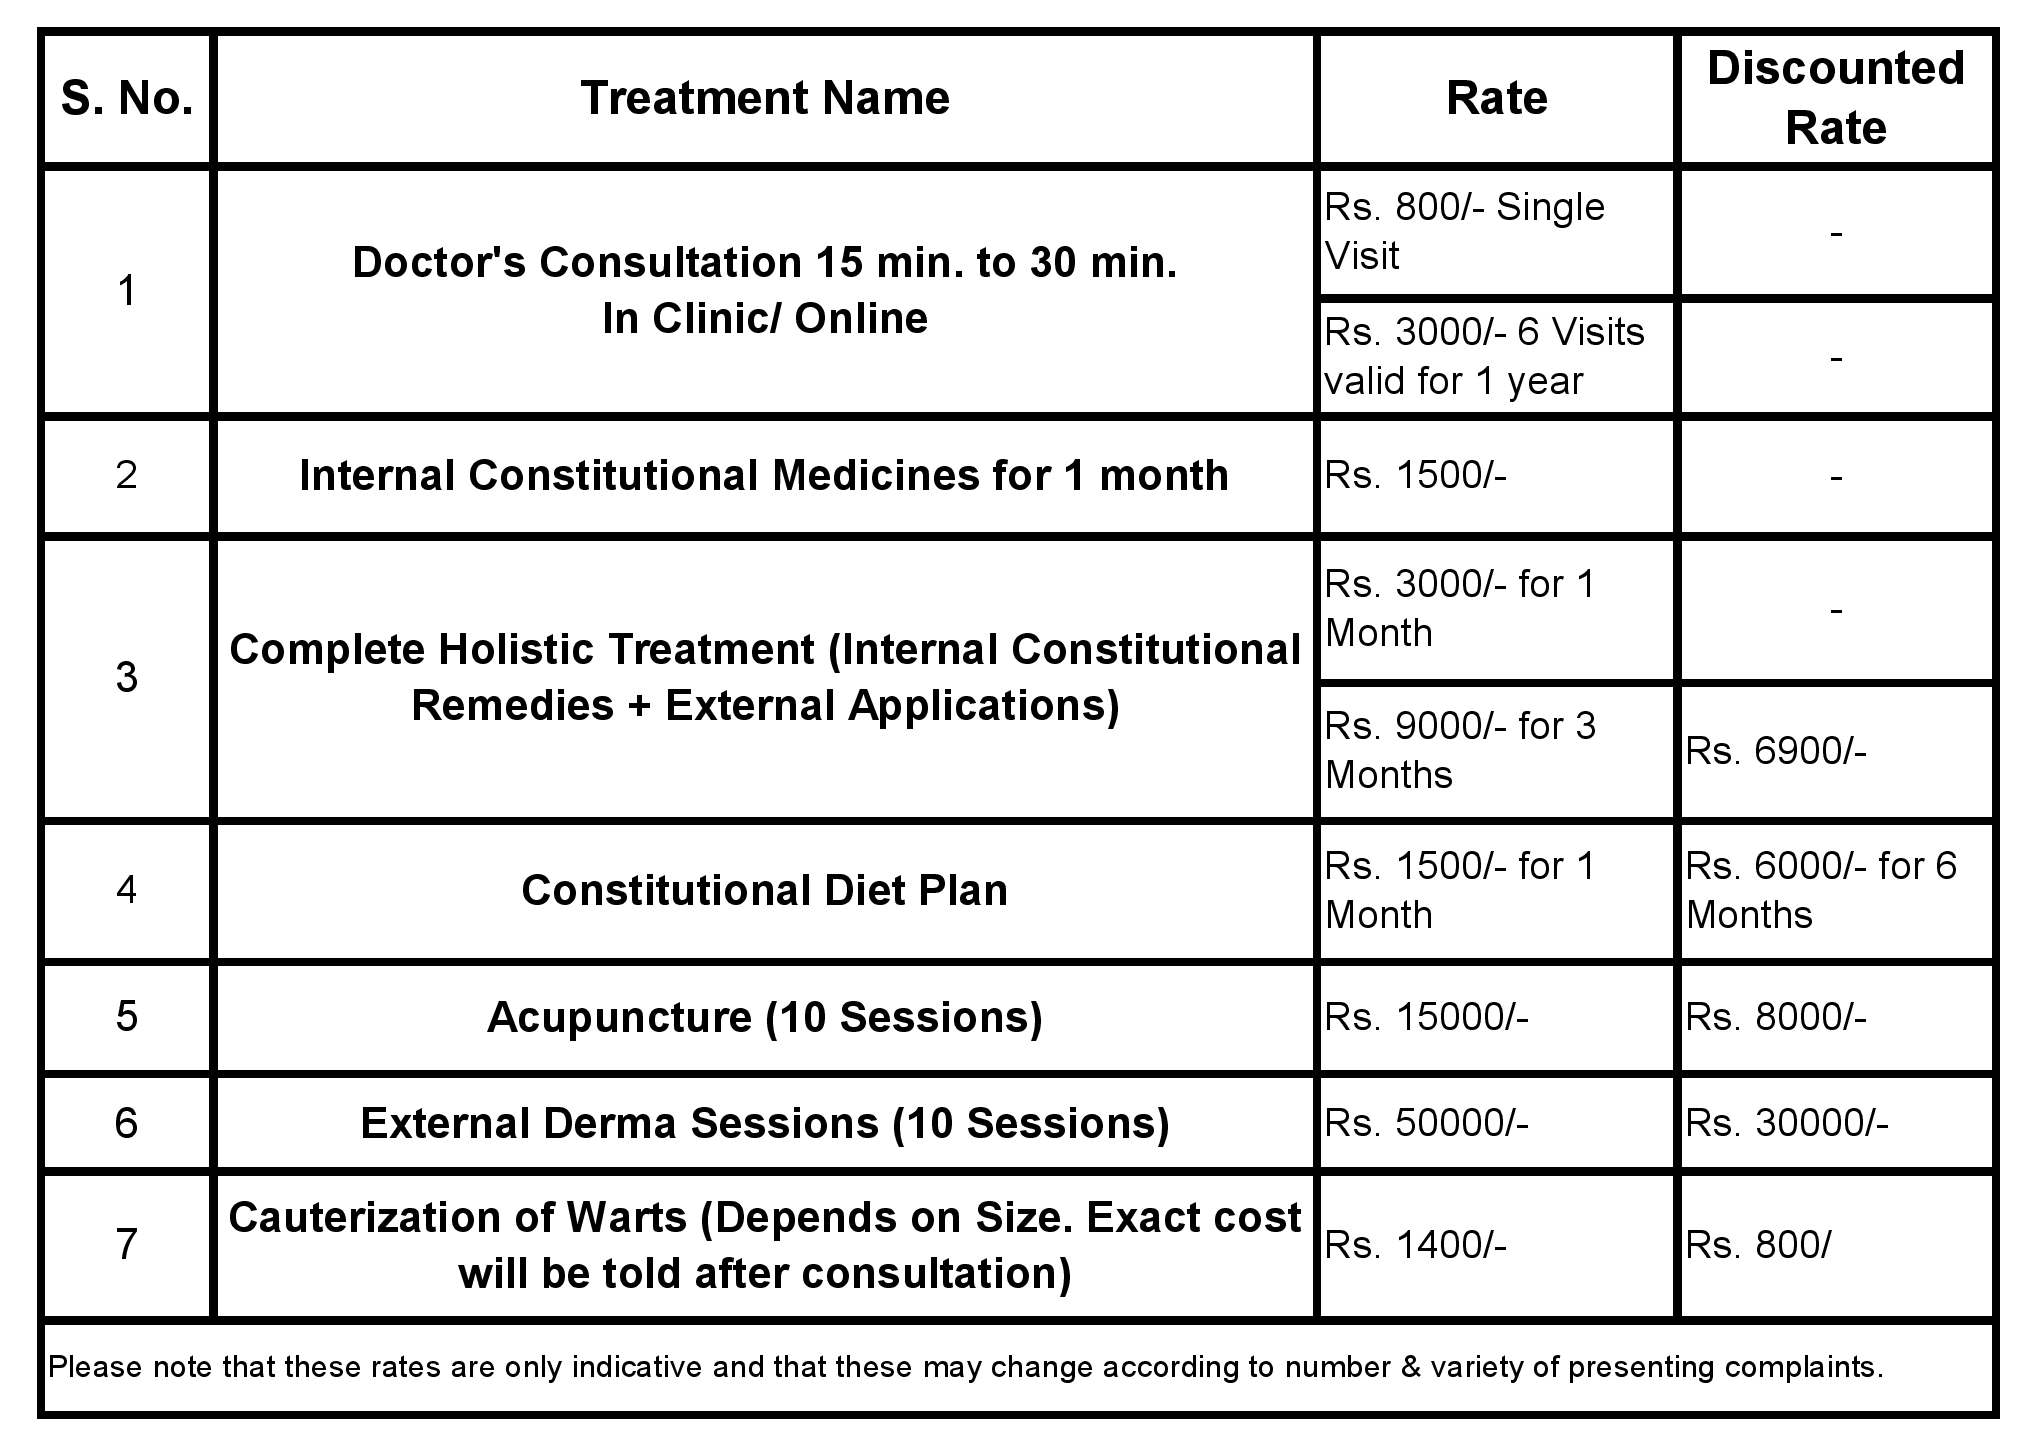 S. No.
Treatment Name
Rate
Discounted
Rate
1
Doctor's Consultation 15 min. to 30 min.
In Clinic/ Online
Rs. 800/- Single
Visit
-
Rs. 3000/- 6 Visits
valid for 1 year
-
2
Internal Constitutional Medicines for 1 month
Rs. 1500/-
-
3
Complete Holistic Treatment (Internal Constitutional
Remedies + External Applications)
Rs. 3000/- for 1
Month
-
Rs. 9000/- for 3
Months
Rs. 6900/-
4
Constitutional Diet Plan
Rs. 1500/- for 1
Month
Rs. 6000/- for 6
Months
5
Acupuncture (10 Sessions)
Rs. 15000/-
Rs. 8000/-
6
External Derma Sessions (10 Sessions)
Rs. 50000/-
Rs. 30000/-
7
Cauterization of Warts (Depends on Size. Exact cost
will be told after consultation)
Rs. 1400/-
Rs. 800/
Please note that these rates are only indicative and that these may change according to number & variety of presenting complaints.